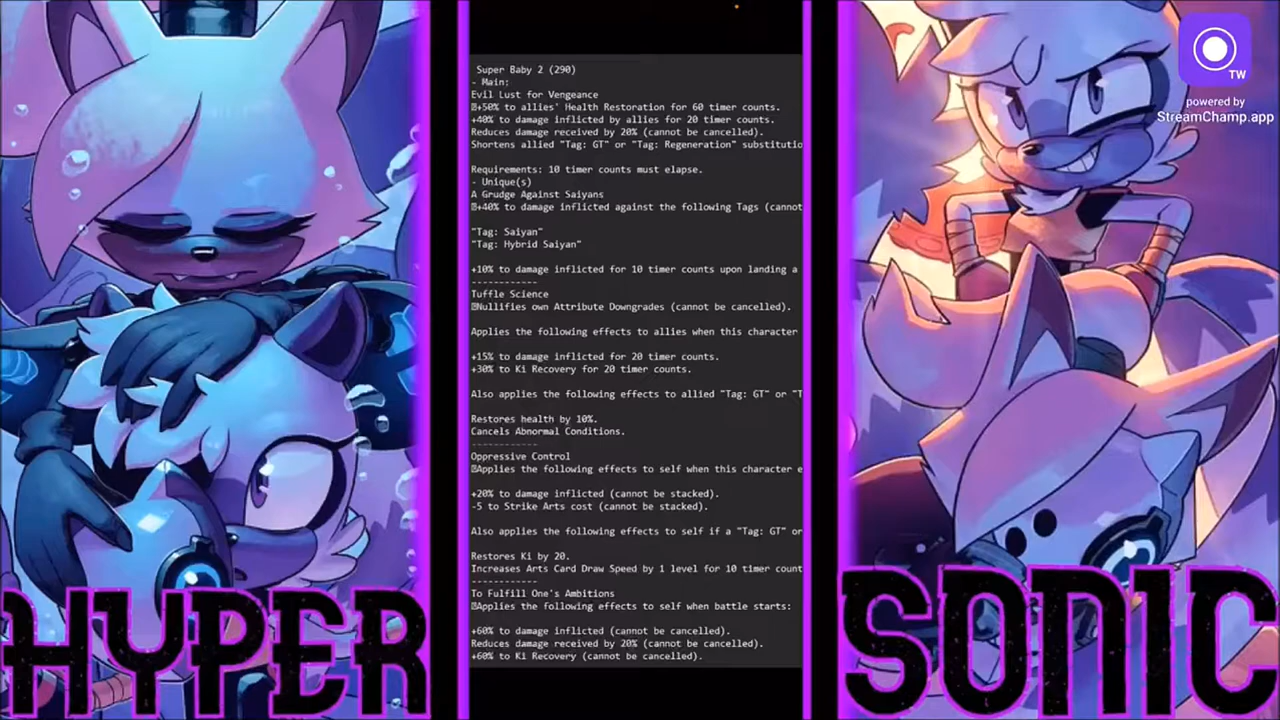 Super Baby 2 (290)
- Main:
Evil Lust for Vengeance
+50% to allies' Health Restoration for 60 timer counts.
+40% to damage inflicted by allies for 20 timer counts.
Reduces damage received by 20% (cannot be cancelled).
Shortens allied "Tag: GT" or "Tag: Regeneration" substitutio
Requirements: 10 timer counts must elapse.
- Unique(s)
A Grudge Against Saiyans
+40% to damage inflicted against the following Tags (cannot
"Tag: Saiyan"
"Tag: Hybrid Saiyan"
+10% to damage inflicted for 10 timer counts upon landing a
------------
Tuffle Science
Nullifies own Attribute Downgrades (cannot be cancelled).
Applies the following effects to allies when this character
+15% to damage inflicted for 20 timer counts.
+30% to Ki Recovery for 20 timer counts.
Also applies the following effects to allied "Tag: GT" or "T
Restores health by 10%.
Cancels Abnormal Conditions.
------------
Oppressive Control
Applies the following effects to self when this character e
+20% to damage inflicted (cannot be stacked).
-5 to Strike Arts cost (cannot be stacked).
Also applies the following effects to self if a "Tag: GT" or
Restores Ki by 20.
Increases Arts Card Draw Speed by 1 level for 10 timer count
------------
To Fulfill One's Ambitions
Applies the following effects to self when battle starts:
+60% to damage inflicted (cannot be cancelled).
Reduces damage received by 20% (cannot be cancelled).
+60% to Ki Recovery (cannot be cancelled).
HYPER
SONIC
TW
powered by
StreamChamp.app